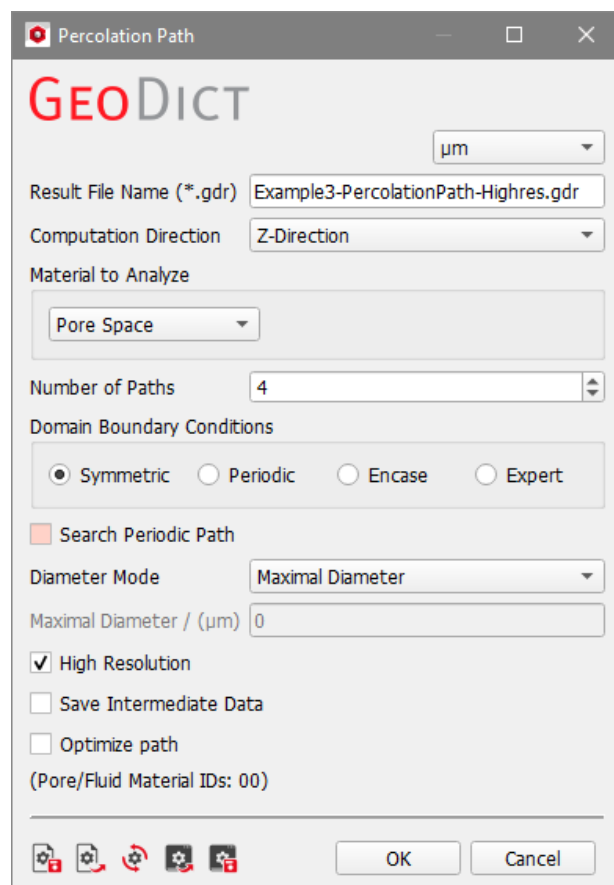 Percolation Path
GEODICT
µm
Result File Name (*.gdr) Example3-PercolationPath-Highres.gdr
Computation Direction Z-Direction
Material to Analyze
Pore Space
Number of Paths 4
Domain Boundary Conditions
Symmetric Periodic Encase Expert
Search Periodic Path
Diameter Mode Maximal Diameter
Maximal Diameter / (µm) 0
High Resolution
Save Intermediate Data
Optimize path
(Pore/Fluid Material IDs: 00)
OK Cancel